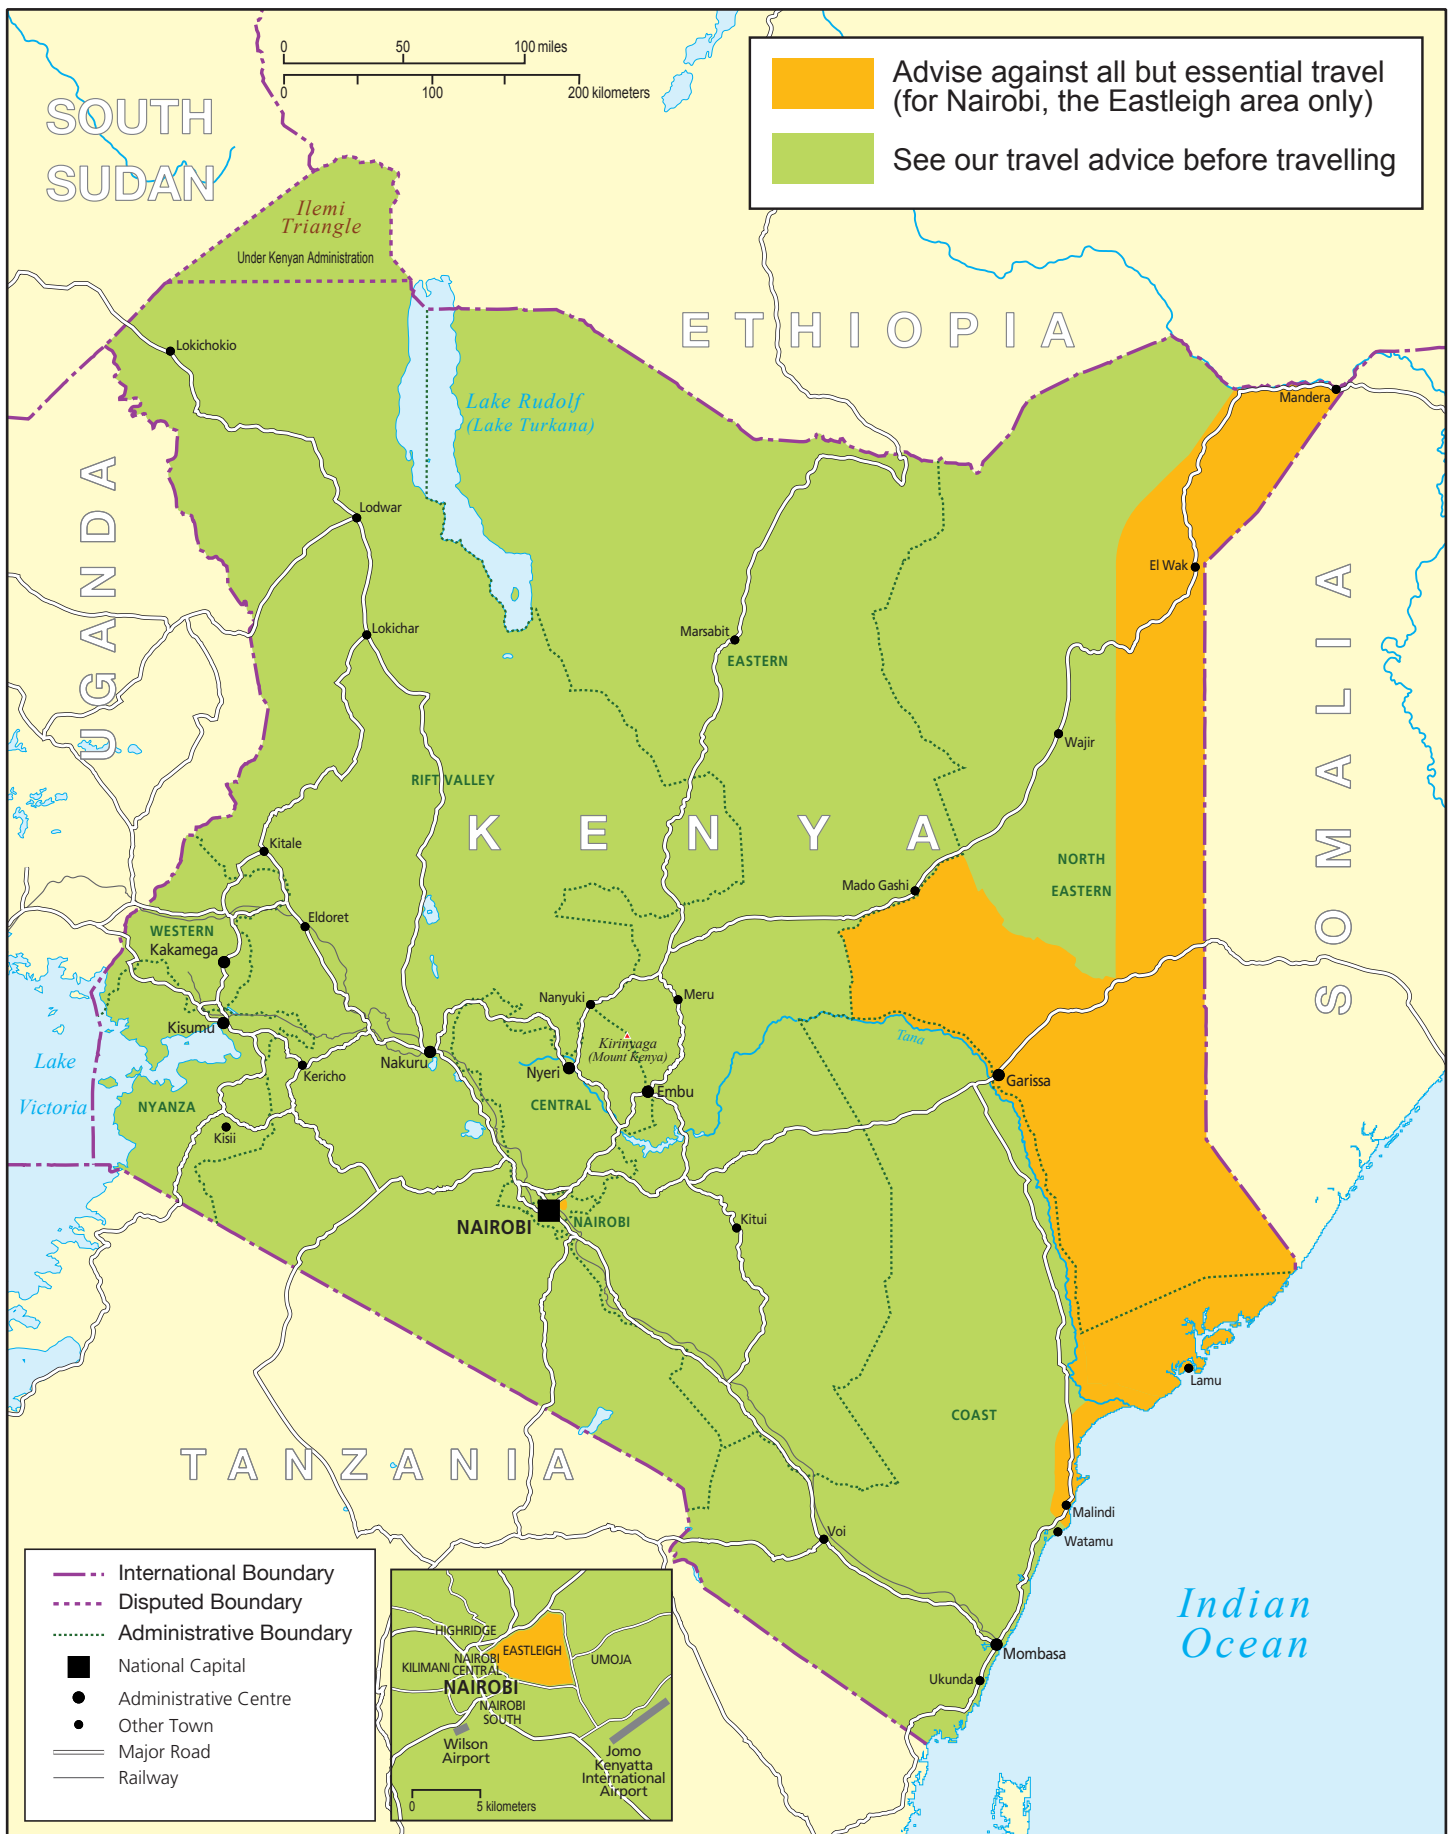 0
50
100 miles
0
100
200 kilometers
Advise against all but essential travel
(for Nairobi, the Eastleigh area only)
See our travel advice before travelling
SOUTH
SUDAN
Ilemi
Triangle
Under Kenyan Administration
ETHIOPIA
Lokichokio
Lake Rudolf
(Lake Turkana)
Mandera
UGANDA
Lodwar
El Wak
SOMALIA
Lokichar
Marsabit
EASTERN
Wajir
RIFT VALLEY
KENYA
Kitale
NORTH
EASTERN
Mado Gashi
Eldoret
WESTERN
Kakamega
Nanyuki
Meru
Kisumu
Kirinyaga
(Mount Kenya)
Tana
Lake
Victoria
Nakuru
Kericho
Nyeri
Embu
Garissa
NYANZA
CENTRAL
Kisii
NAIROBI
NAIROBI
Kitui
Lamu
COAST
TANZANIA
Malindi
Watamu
Voi
Indian
Ocean
Mombasa
Ukunda
International Boundary
Disputed Boundary
Administrative Boundary
National Capital
Administrative Centre
Other Town
Major Road
Railway
HIGHRIDGE
EASTLEIGH
NAIROBI
CENTRAL
KILIMANI
UMOJA
NAIROBI
NAIROBI
SOUTH
Wilson
Airport
Jomo
Kenyatta
International
Airport
0
5 kilometers